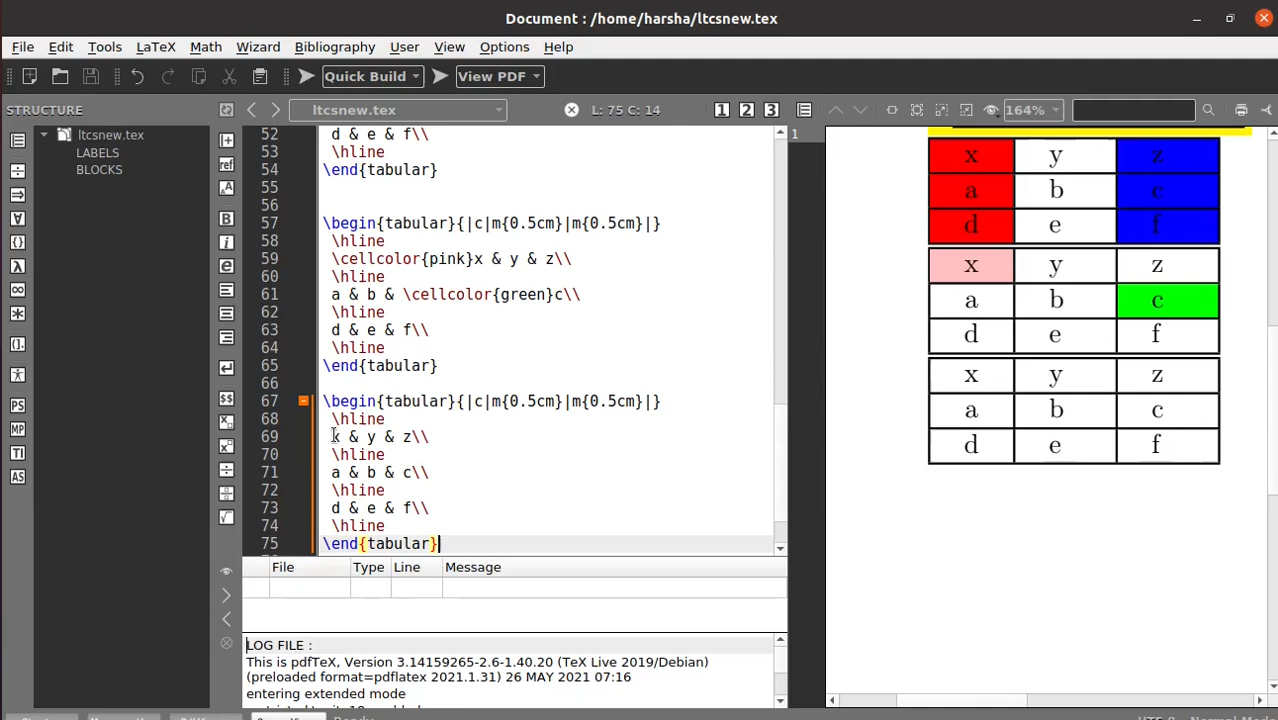 Document : /home/harsha/ltcsnew.tex
File Edit Tools LaTeX Math Wizard Bibliography User View Options Help
Quick Build View PDF
STRUCTURE ltcsnew.tex L: 75 C: 14 1 2 3 164%
ltcsnew.tex
LABELS
BLOCKS
52 d & e & f\\
53 \hline
54 \end{tabular}
55
56
57 \begin{tabular}{|c|m{0.5cm}|m{0.5cm}|}
58 \hline
59 \cellcolor{pink}x & y & z\\
60 \hline
61 a & b & \cellcolor{green}c\\
62 \hline
63 d & e & f\\
64 \hline
65 \end{tabular}
66
67 \begin{tabular}{|c|m{0.5cm}|m{0.5cm}|}
68 \hline
69 x & y & z\\
70 \hline
71 a & b & c\\
72 \hline
73 d & e & f\\
74 \hline
75 \end{tabular}
1
x y z
a b c
d e f
x y z
a b c
d e f
x y z
a b c
d e f
File Type Line Message
LOG FILE :
This is pdfTeX, Version 3.14159265-2.6-1.40.20 (TeX Live 2019/Debian)
(preloaded format=pdflatex 2021.1.31) 26 MAY 2021 07:16
entering extended mode